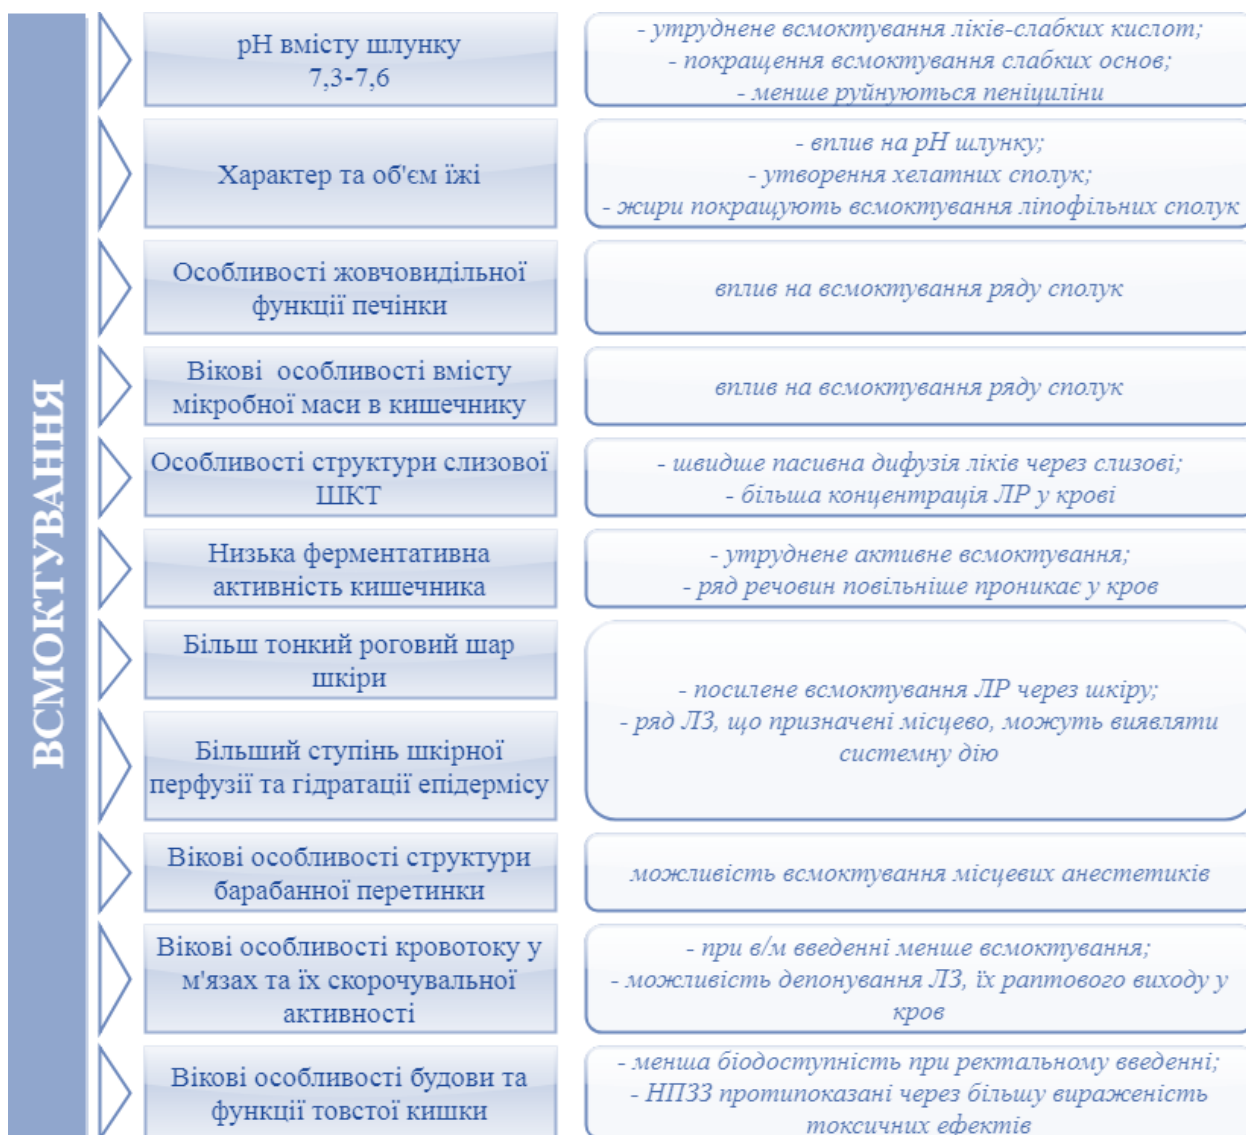 ВСМОКТУВАННЯ
рН вмісту шлунку
7,3-7,6
- утруднене всмоктування ліків-слабких кислот;
- покращення всмоктування слабких основ;
- менше руйнуються пеніциліни
Характер та об'єм їжі
- вплив на рН шлунку;
- утворення хелатних сполук;
- жири покращують всмоктування ліпофільних сполук
Особливості жовчовидільної
функції печінки
вплив на всмоктування ряду сполук
Вікові особливості вмісту
мікробної маси в кишечнику
вплив на всмоктування ряду сполук
Особливості структури слизової
ШКТ
- швидше пасивна дифузія ліків через слизові;
- більша концентрація ЛР у крові
Низька ферментативна
активність кишечника
- утруднене активне всмоктування;
- ряд речовин повільніше проникає у кров
Більш тонкий роговий шар
шкіри
Більший ступінь шкірної
перфузії та гідратації епідермісу
- посилене всмоктування ЛР через шкіру;
- ряд ЛЗ, що призначені місцево, можуть виявляти
системну дію
Вікові особливості структури
барабанної перетинки
можливість всмоктування місцевих анестетиків
Вікові особливості кровотоку у
м'язах та їх скорочувальної
активності
- при в/м введенні менше всмоктування;
- можливість депонування ЛЗ, їх раптового виходу у
кров
Вікові особливості будови та
функції товстої кишки
- менша біодоступність при ректальному введенні;
- НПЗЗ протипоказані через більшу вираженість
токсичних ефектів